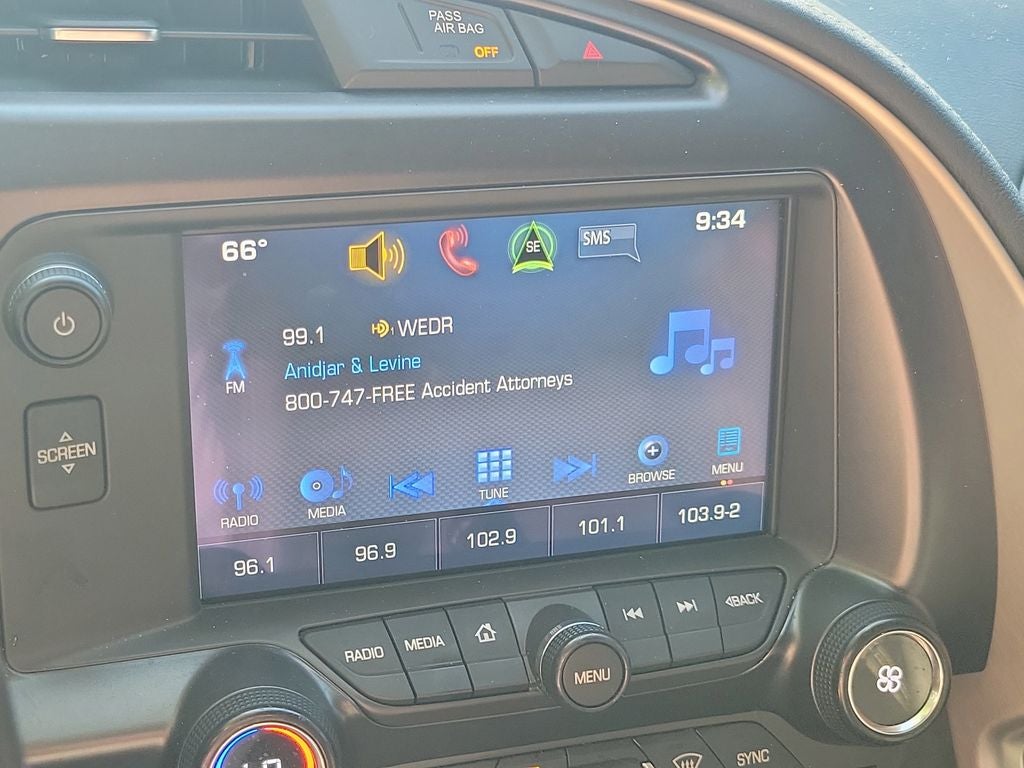 PASS
AIR BAG
OFF
66°
SE
SMS
9:34
FM
99.1
HD1 WEDR
Anidjar & Levine
800-747-FREE Accident Attorneys
SCREEN
RADIO
MEDIA
TUNE
BROWSE
MENU
96.1
96.9
102.9
101.1
103.9-2
RADIO
MEDIA
MENU
BACK
SYNC